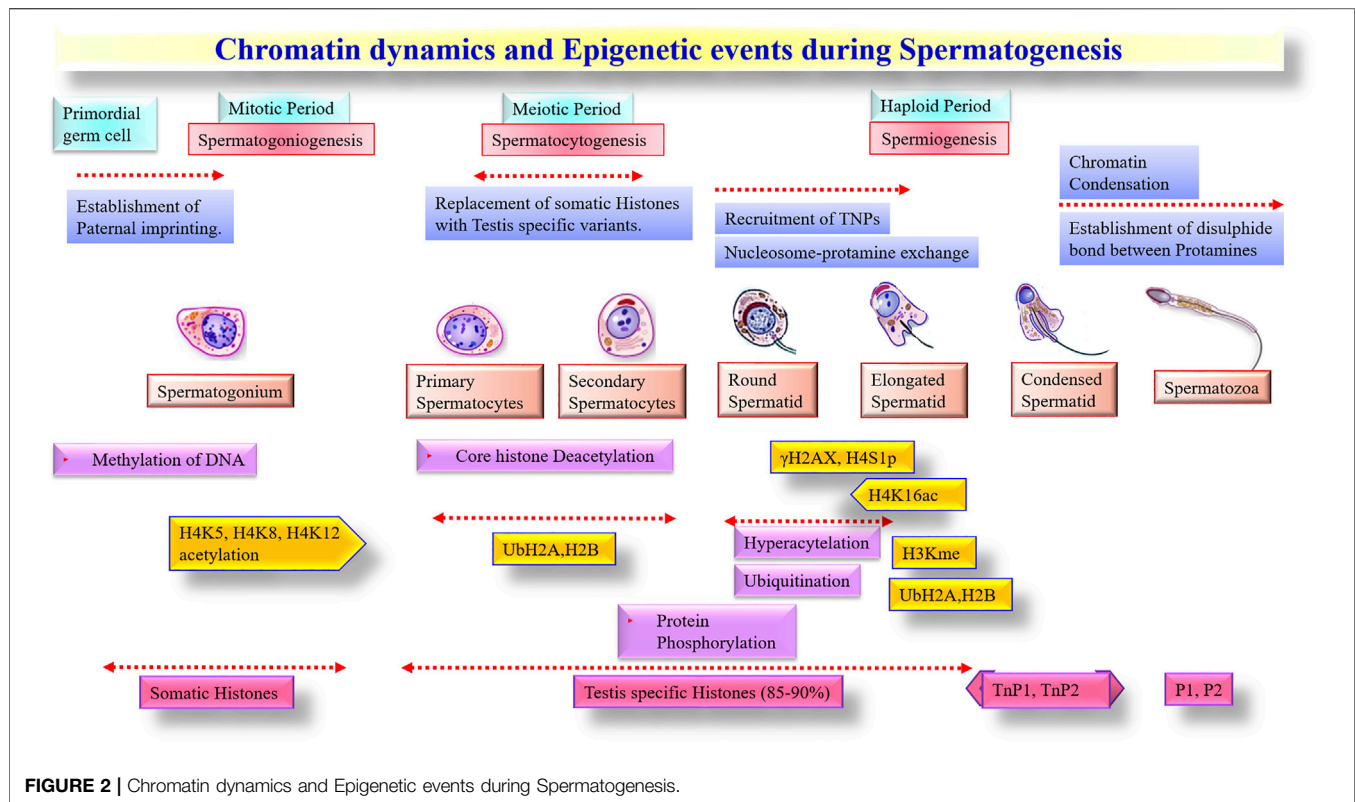 Chromatin dynamics and Epigenetic events during Spermatogenesis
Primordial
germ cell
Mitotic Period
Spermatogoniogenesis
Meiotic Period
Spermatocytogenesis
Haploid Period
Spermiogenesis
Establishment of
Paternal imprinting.
Replacement of somatic Histones
with Testis specific variants.
Recruitment of TNPs
Nucleosome-protamine exchange
Chromatin
Condensation
Establishment of disulphide
bond between Protamines
Spermatogonium
Primary
Spermatocytes
Secondary
Spermatocytes
Round
Spermatid
Elongated
Spermatid
Condensed
Spermatid
Spermatozoa
Methylation of DNA
Core histone Deacetylation
γH2AX, H4S1p
H4K16ac
H4K5, H4K8, H4K12
acetylation
UbH2A,H2B
Hyperacytelation
Ubiquitination
H3Kme
UbH2A,H2B
Protein
Phosphorylation
Somatic Histones
Testis specific Histones (85-90%)
TnP1, TnP2
P1, P2
FIGURE 2 | Chromatin dynamics and Epigenetic events during Spermatogenesis.